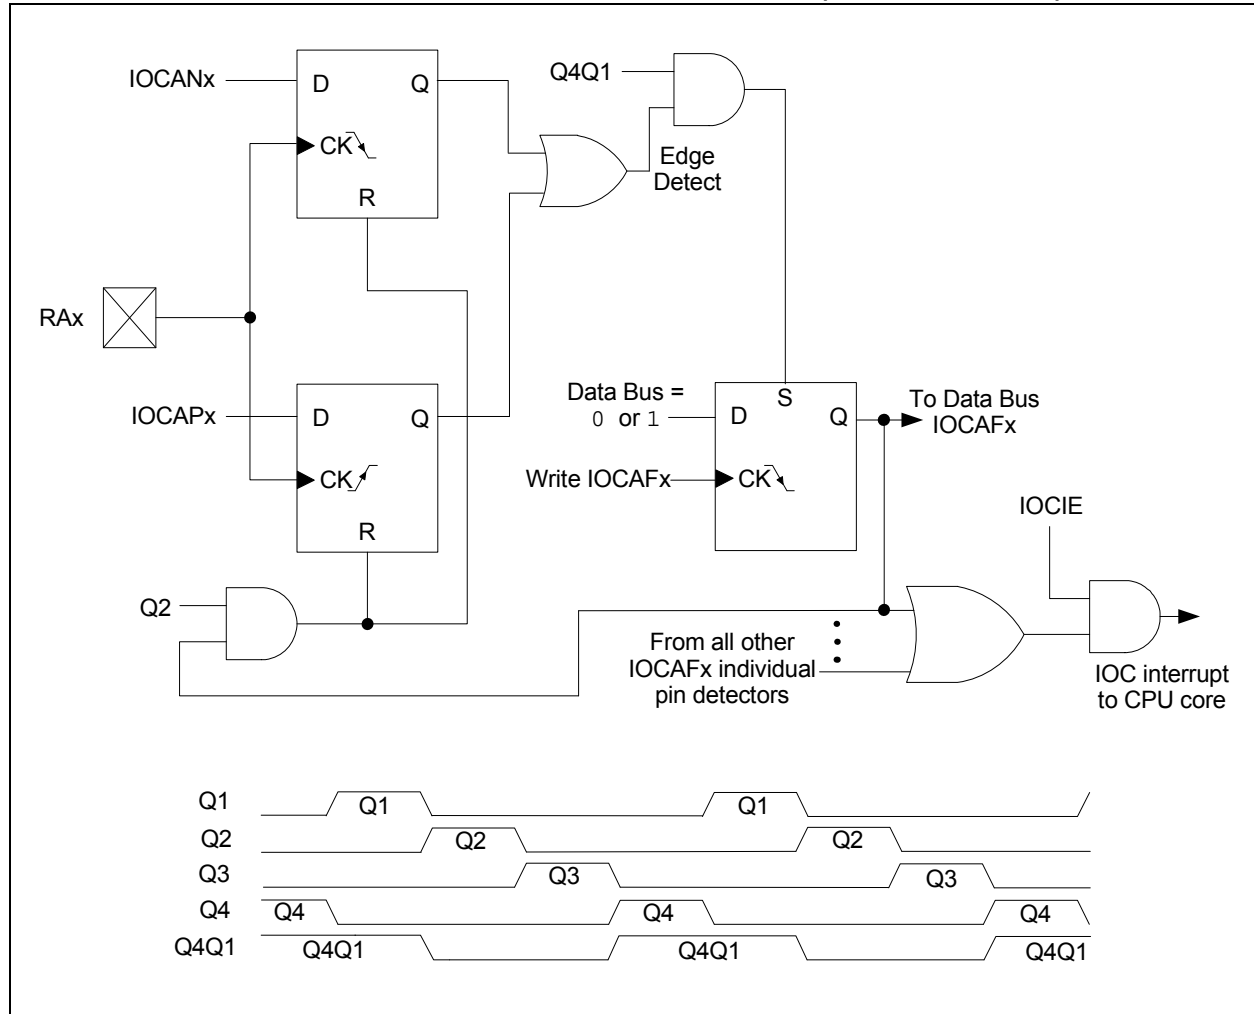 IOCANx
D
Q
CK
R
Q4Q1
Edge
Detect
RAx
IOCAPx
D
Q
CK
R
Data Bus =
0 or 1
S
D
Q
To Data Bus
IOCAFx
Write IOCAFx
CK
IOCIE
Q2
From all other
IOCAFx individual
pin detectors
IOC interrupt
to CPU core
Q1 Q1 Q1
Q2 Q2 Q2
Q3 Q3 Q3
Q4 Q4 Q4 Q4
Q4Q1 Q4Q1 Q4Q1 Q4Q1